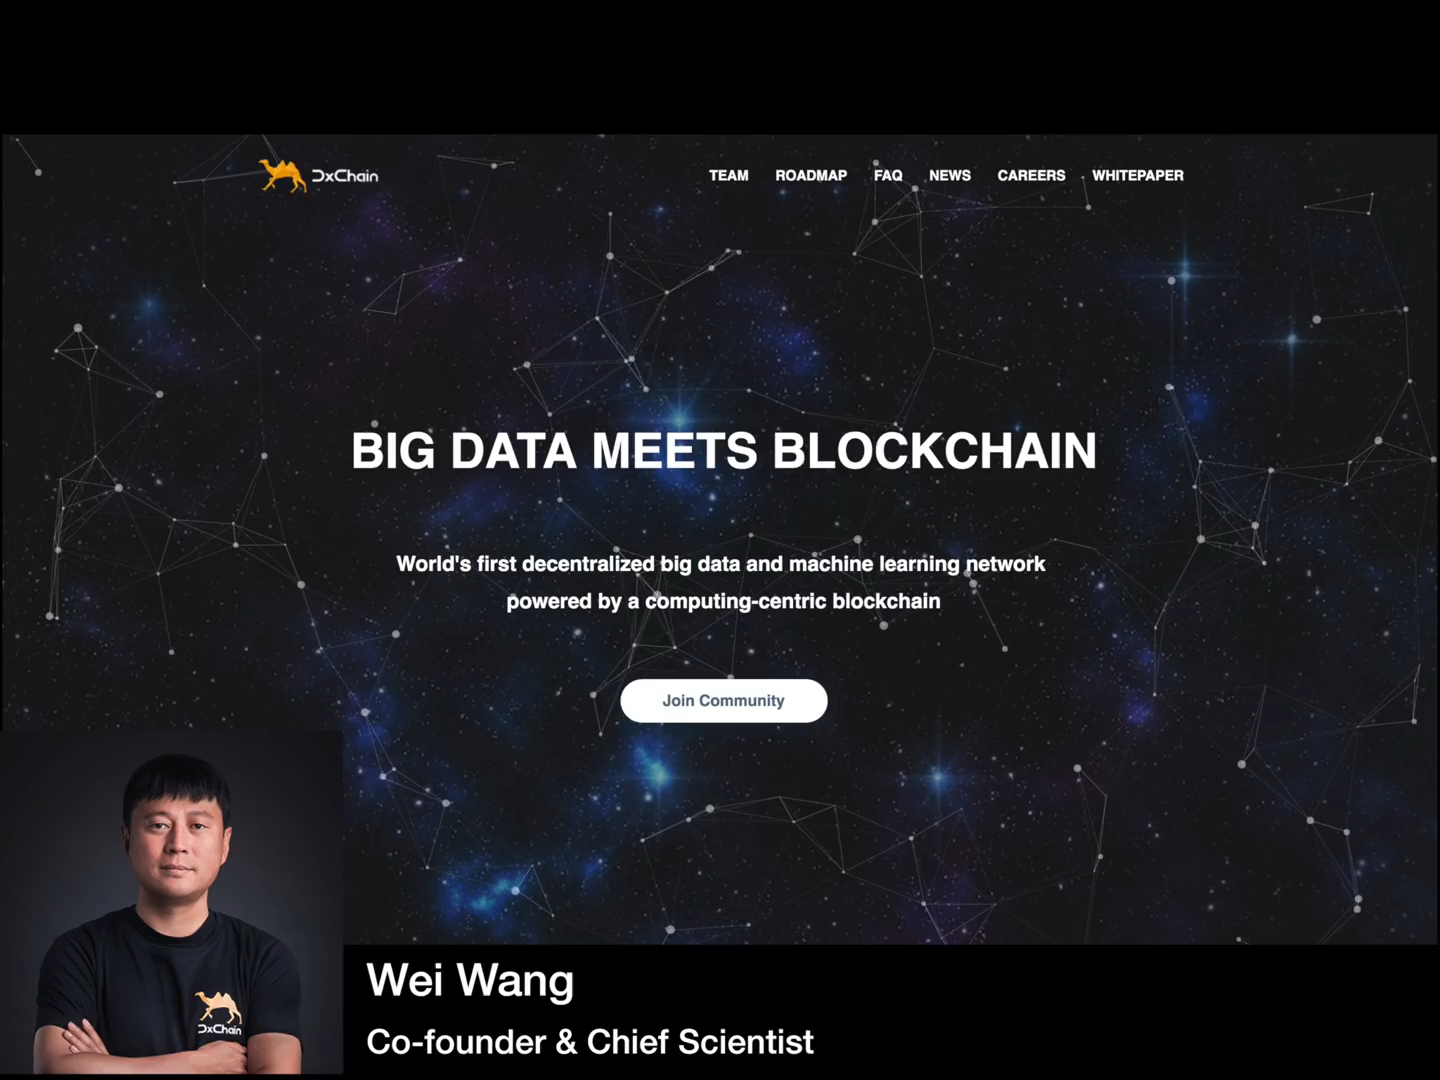 DxChain
TEAM ROADMAP FAQ NEWS CAREERS WHITEPAPER
BIG DATA MEETS BLOCKCHAIN
World's first decentralized big data and machine learning network
powered by a computing-centric blockchain
Join Community
DxChain
Wei Wang
Co-founder & Chief Scientist